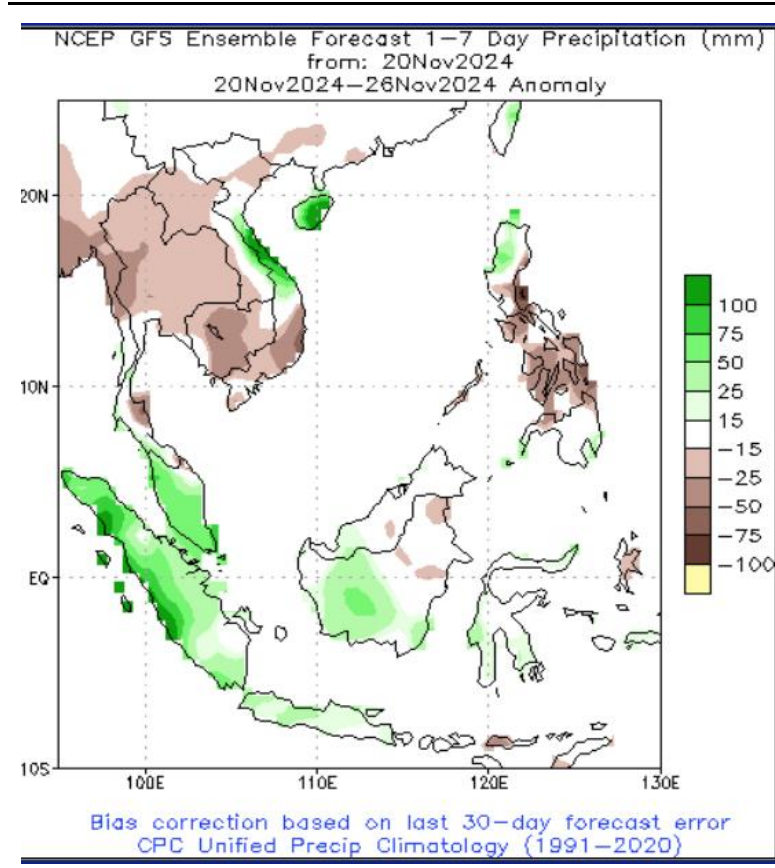 NCEP GFS Ensemble Forecast 1-7 Day Precipitation (mm)
from: 20Nov2024
20Nov2024-26Nov2024 Anomaly
20N
10N
EQ
10S
100E
110E
120E
130E
100
75
50
25
15
-15
-25
-50
-75
-100
Bias correction based on last 30-day forecast error
CPC Unified Precip Climatology (1991-2020)